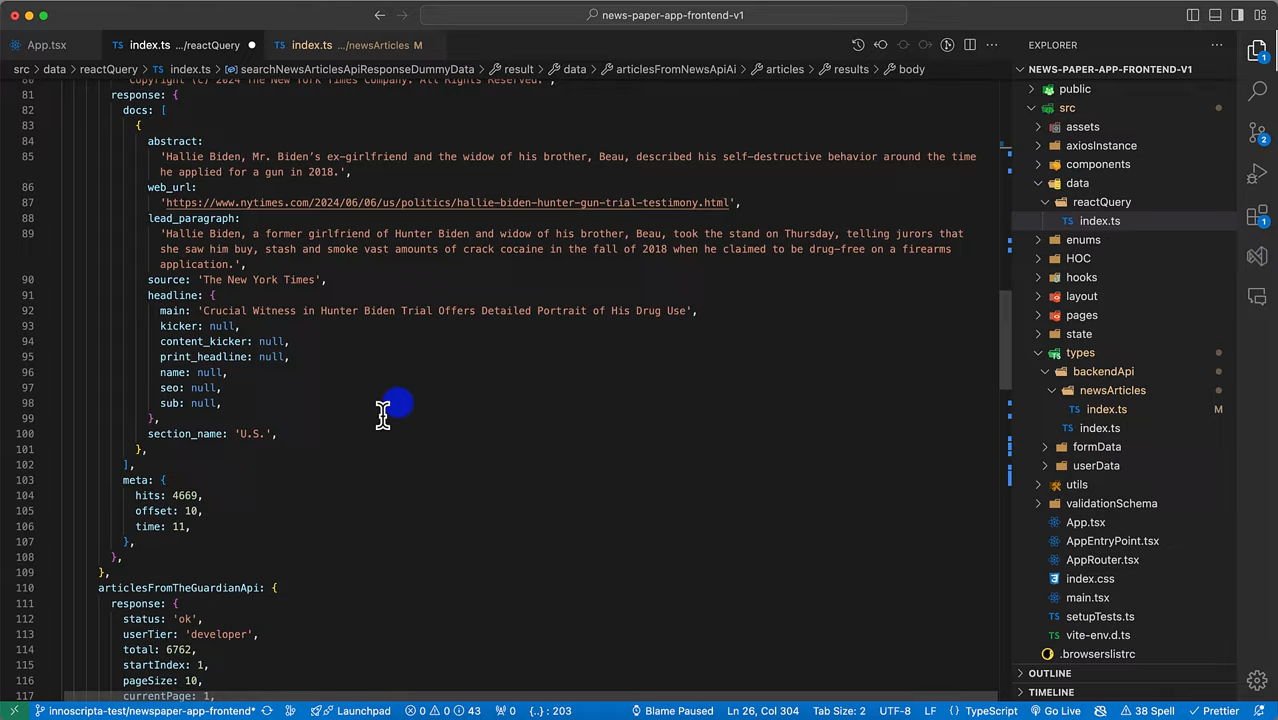 news-paper-app-frontend-v1
App.tsx
index.ts .../reactQuery
index.ts .../newsArticles M
EXPLORER
src > data > reactQuery > index.ts > searchNewsArticlesApiResponseDummyData > result > data > articlesFromNewsApiAi > articles > results > body
80 'Copyright (c) 2024 The New York Times Company. All Rights Reserved.',
81 response: {
82 docs: [
83 {
84 abstract:
85 'Hallie Biden, Mr. Biden’s ex-girlfriend and the widow of his brother, Beau, described his self-destructive behavior around the time
he applied for a gun in 2018.',
86 web_url:
87 'https://www.nytimes.com/2024/06/06/us/politics/hallie-biden-hunter-gun-trial-testimony.html',
88 lead_paragraph:
89 'Hallie Biden, a former girlfriend of Hunter Biden and widow of his brother, Beau, took the stand on Thursday, telling jurors that
she saw him buy, stash and smoke vast amounts of crack cocaine in the fall of 2018 when he claimed to be drug-free on a firearms
application.',
90 source: 'The New York Times',
91 headline: {
92 main: 'Crucial Witness in Hunter Biden Trial Offers Detailed Portrait of His Drug Use',
93 kicker: null,
94 content_kicker: null,
95 print_headline: null,
96 name: null,
97 seo: null,
98 sub: null,
99 },
100 section_name: 'U.S.',
101 },
102 ],
103 meta: {
104 hits: 4669,
105 offset: 10,
106 time: 11,
107 },
108 },
109 },
110 articlesFromTheGuardianApi: {
111 response: {
112 status: 'ok',
113 userTier: 'developer',
114 total: 6762,
115 startIndex: 1,
116 pageSize: 10,
117 currentPage: 1,
NEWS-PAPER-APP-FRONTEND-V1
public
src
assets
axiosInstance
components
data
reactQuery
index.ts
enums
HOC
hooks
layout
pages
state
types
backendApi
newsArticles
index.ts M
index.ts
formData
userData
utils
validationSchema
App.tsx
AppEntryPoint.tsx
AppRouter.tsx
index.css
main.tsx
setupTests.ts
vite-env.d.ts
.browserslistrc
OUTLINE
TIMELINE
1
2
1
innoscripta-test/newspaper-app-frontend* Launchpad 0 0 43 {..} : 203 Blame Paused Ln 26, Col 304 Tab Size: 2 UTF-8 LF {} TypeScript Go Live 38 Spell Prettier